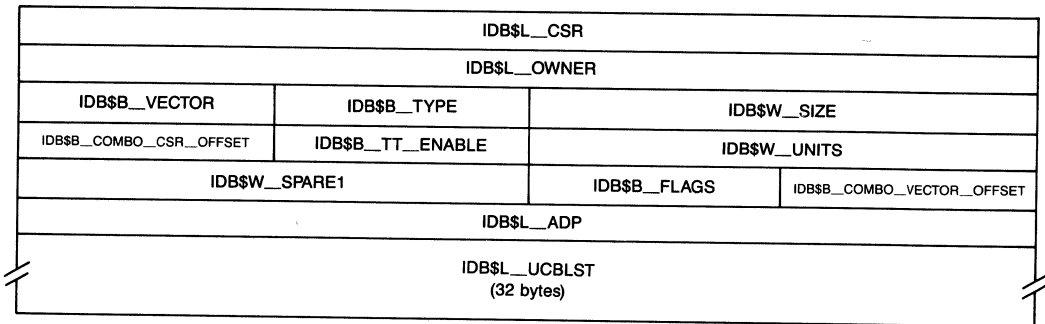 IDB$L__CSR
IDB$L__OWNER
IDB$B__VECTOR IDB$B__TYPE IDB$W__SIZE
IDB$B__COMBO__CSR__OFFSET IDB$B__TT__ENABLE IDB$W__UNITS
IDB$W__SPARE1 IDB$B__FLAGS IDB$B__COMBO__VECTOR__OFFSET
IDB$L__ADP
IDB$L__UCBLST
(32 bytes)